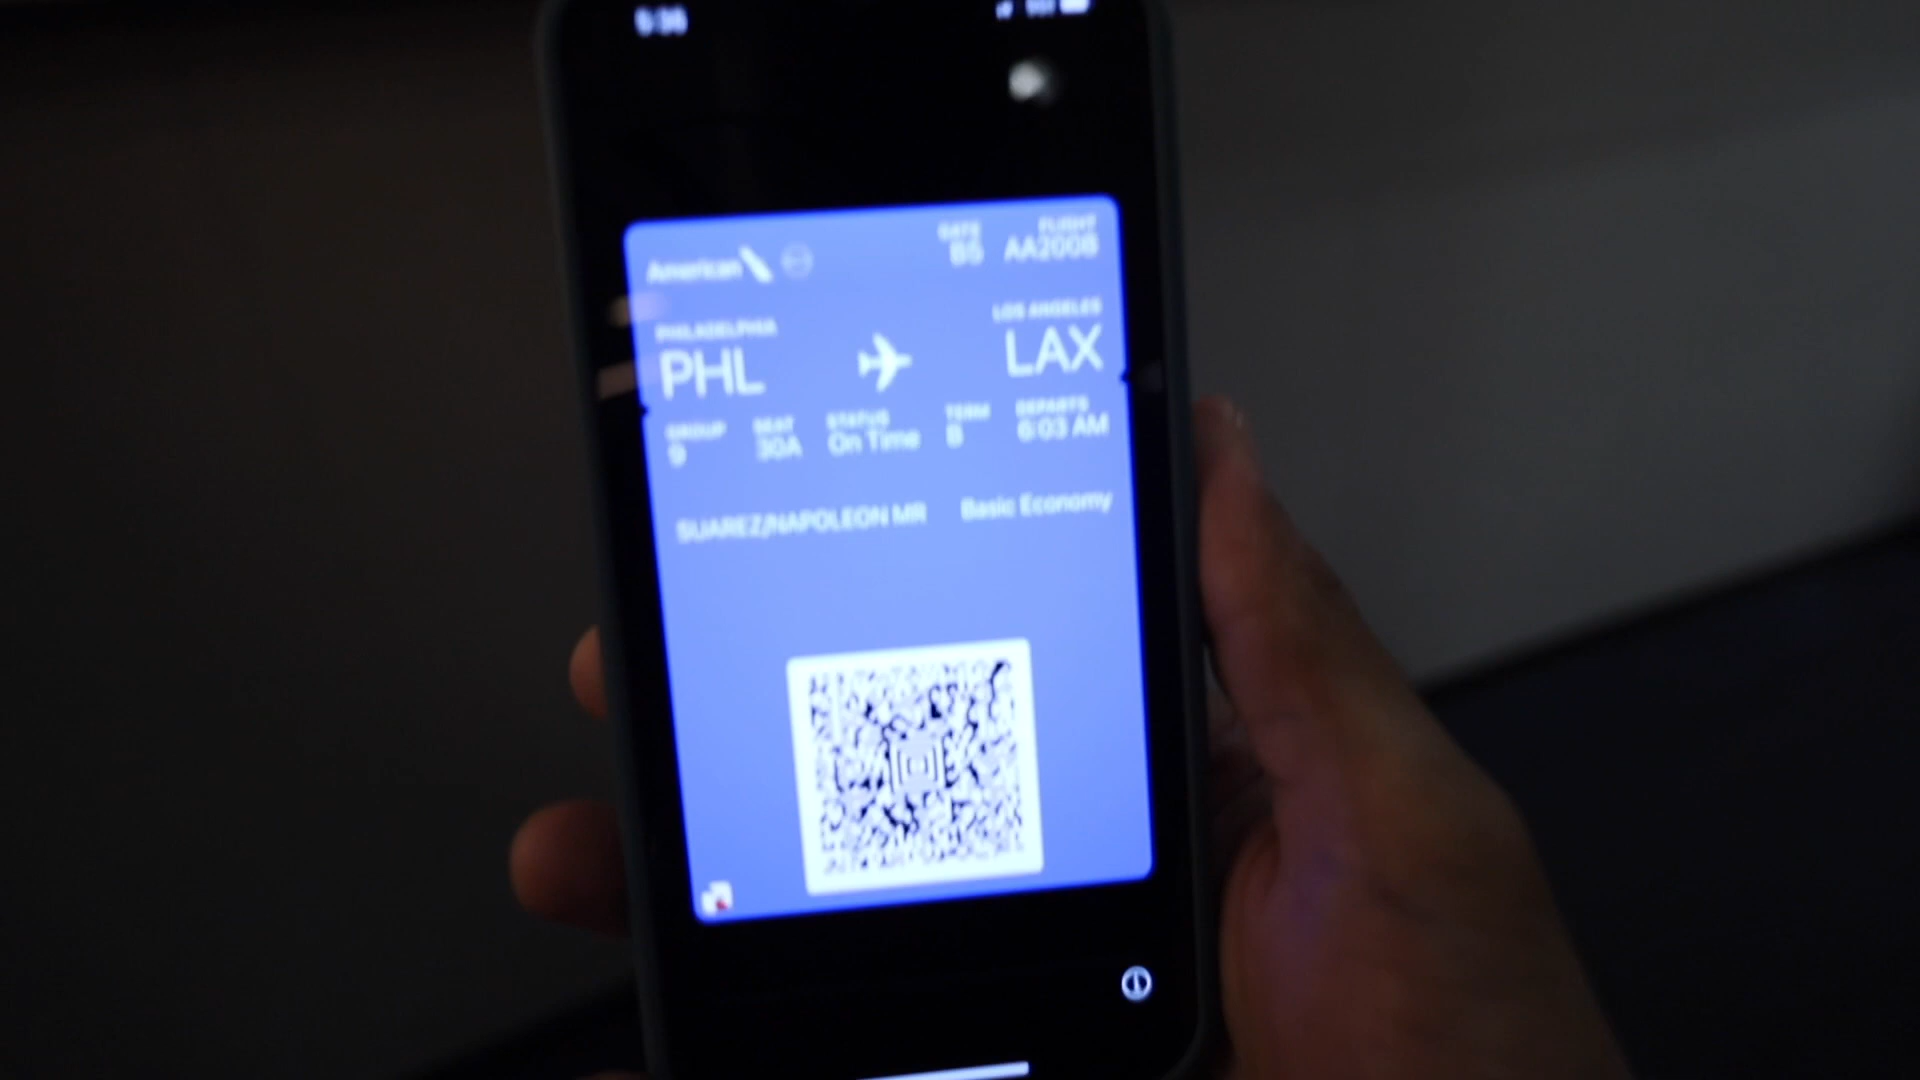 American
GATE FLIGHT
B5 AA2008
PHILADELPHIA LOS ANGELES
PHL LAX
GROUP SEAT STATUS TERM DEPARTS
9 30A On Time B 6:03 AM
SUAREZ/NAPOLEON MR Basic Economy